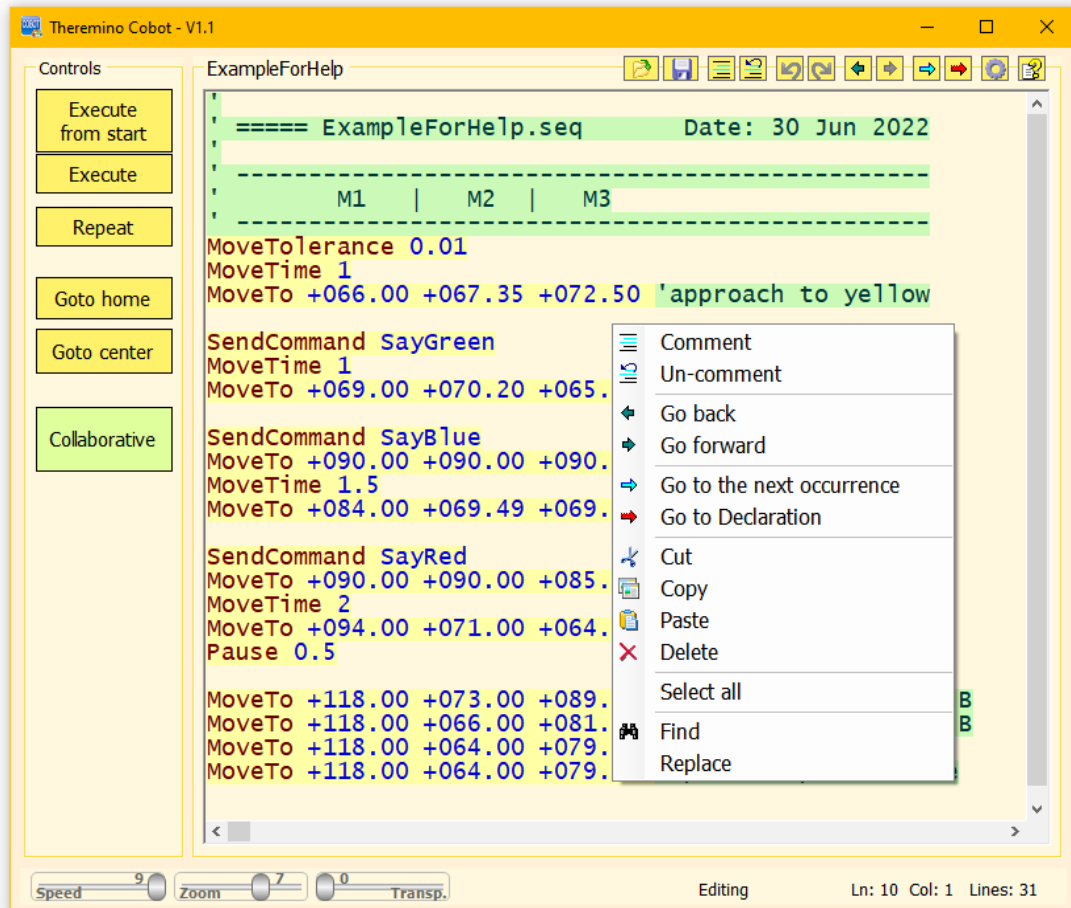 Theremino Cobot - V1.1
Controls
Execute
from start
Execute
Repeat
Goto home
Goto center
Collaborative
ExampleForHelp
'
' ===== ExampleForHelp.seq Date: 30 Jun 2022
'
' ------------------------------------------------
' M1 | M2 | M3
' ------------------------------------------------
MoveTolerance 0.01
MoveTime 1
MoveTo +066.00 +067.35 +072.50 'approach to yellow
SendCommand SayGreen
MoveTime 1
MoveTo +069.00 +070.20 +065.
SendCommand SayBlue
MoveTo +090.00 +090.00 +090.
MoveTime 1.5
MoveTo +084.00 +069.49 +069.
SendCommand SayRed
MoveTo +090.00 +090.00 +085.
MoveTime 2
MoveTo +094.00 +071.00 +064.
Pause 0.5
MoveTo +118.00 +073.00 +089. B
MoveTo +118.00 +066.00 +081. B
MoveTo +118.00 +064.00 +079.
MoveTo +118.00 +064.00 +079.
Comment
Un-comment
Go back
Go forward
Go to the next occurrence
Go to Declaration
Cut
Copy
Paste
Delete
Select all
Find
Replace
Speed 9
Zoom 7
0 Transp.
Editing
Ln: 10 Col: 1 Lines: 31